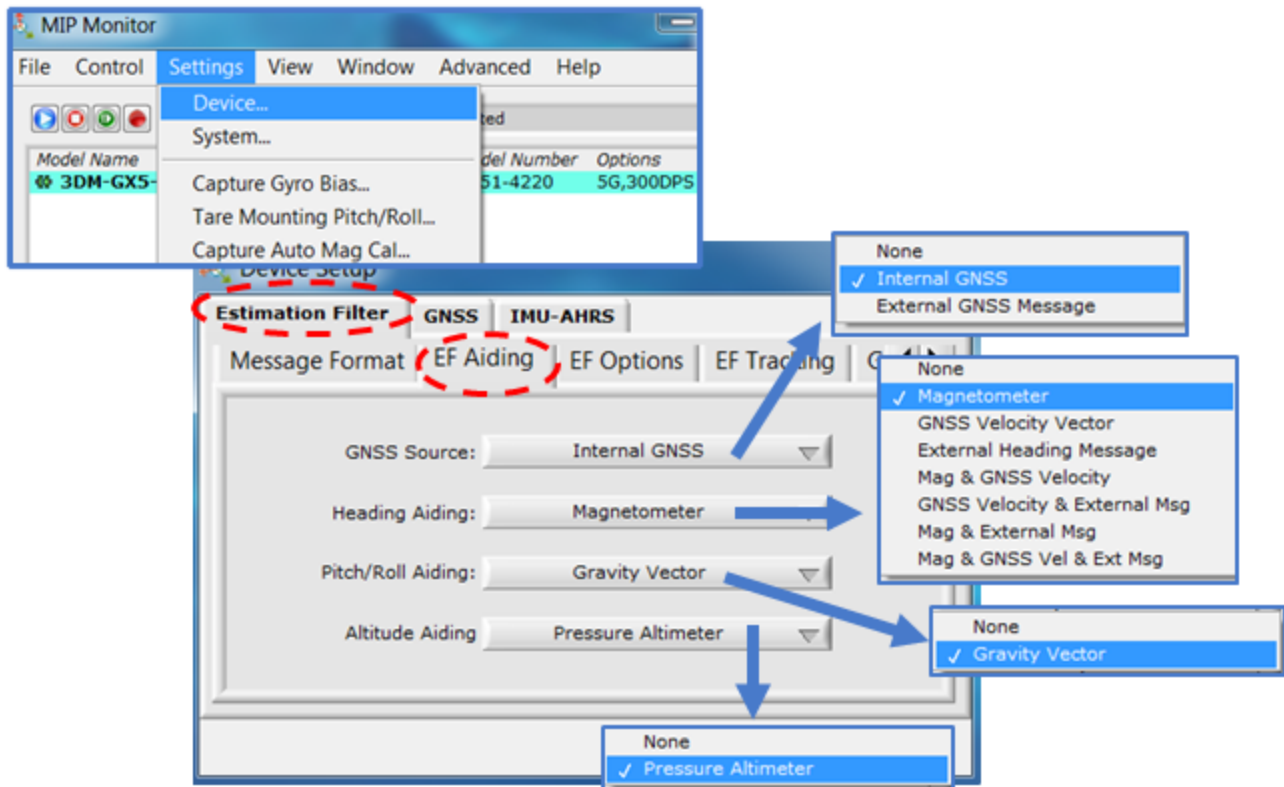 MIP Monitor
File Control Settings View Window Advanced Help
Device...
System...
Model Name Number Options
3DM-GX5- 51-4220 5G,300DPS
Capture Gyro Bias...
Tare Mounting Pitch/Roll...
Capture Auto Mag Cal...
Device Setup
Estimation Filter GNSS IMU-AHRS
Message Format EF Aiding EF Options EF Tracking
GNSS Source: Internal GNSS
Heading Aiding: Magnetometer
Pitch/Roll Aiding: Gravity Vector
Altitude Aiding Pressure Altimeter
None
Internal GNSS
External GNSS Message
None
Magnetometer
GNSS Velocity Vector
External Heading Message
Mag & GNSS Velocity
GNSS Velocity & External Msg
Mag & External Msg
Mag & GNSS Vel & Ext Msg
None
Gravity Vector
None
Pressure Altimeter